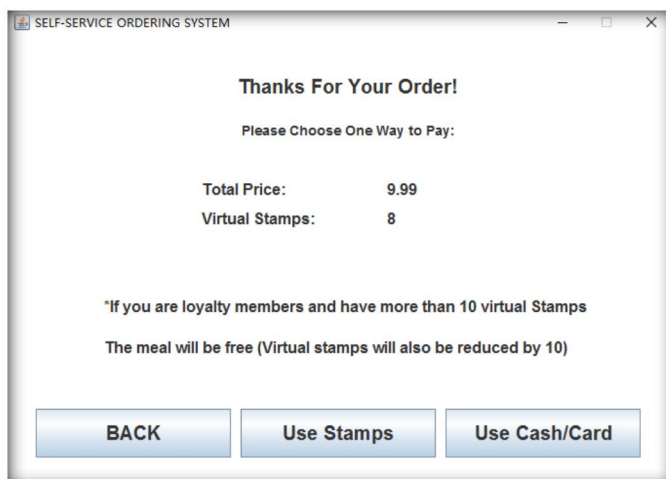 SELF-SERVICE ORDERING SYSTEM
Thanks For Your Order!
Please Choose One Way to Pay:
Total Price: 9.99
Virtual Stamps: 8
*If you are loyalty members and have more than 10 virtual Stamps
The meal will be free (Virtual stamps will also be reduced by 10)
BACK Use Stamps Use Cash/Card